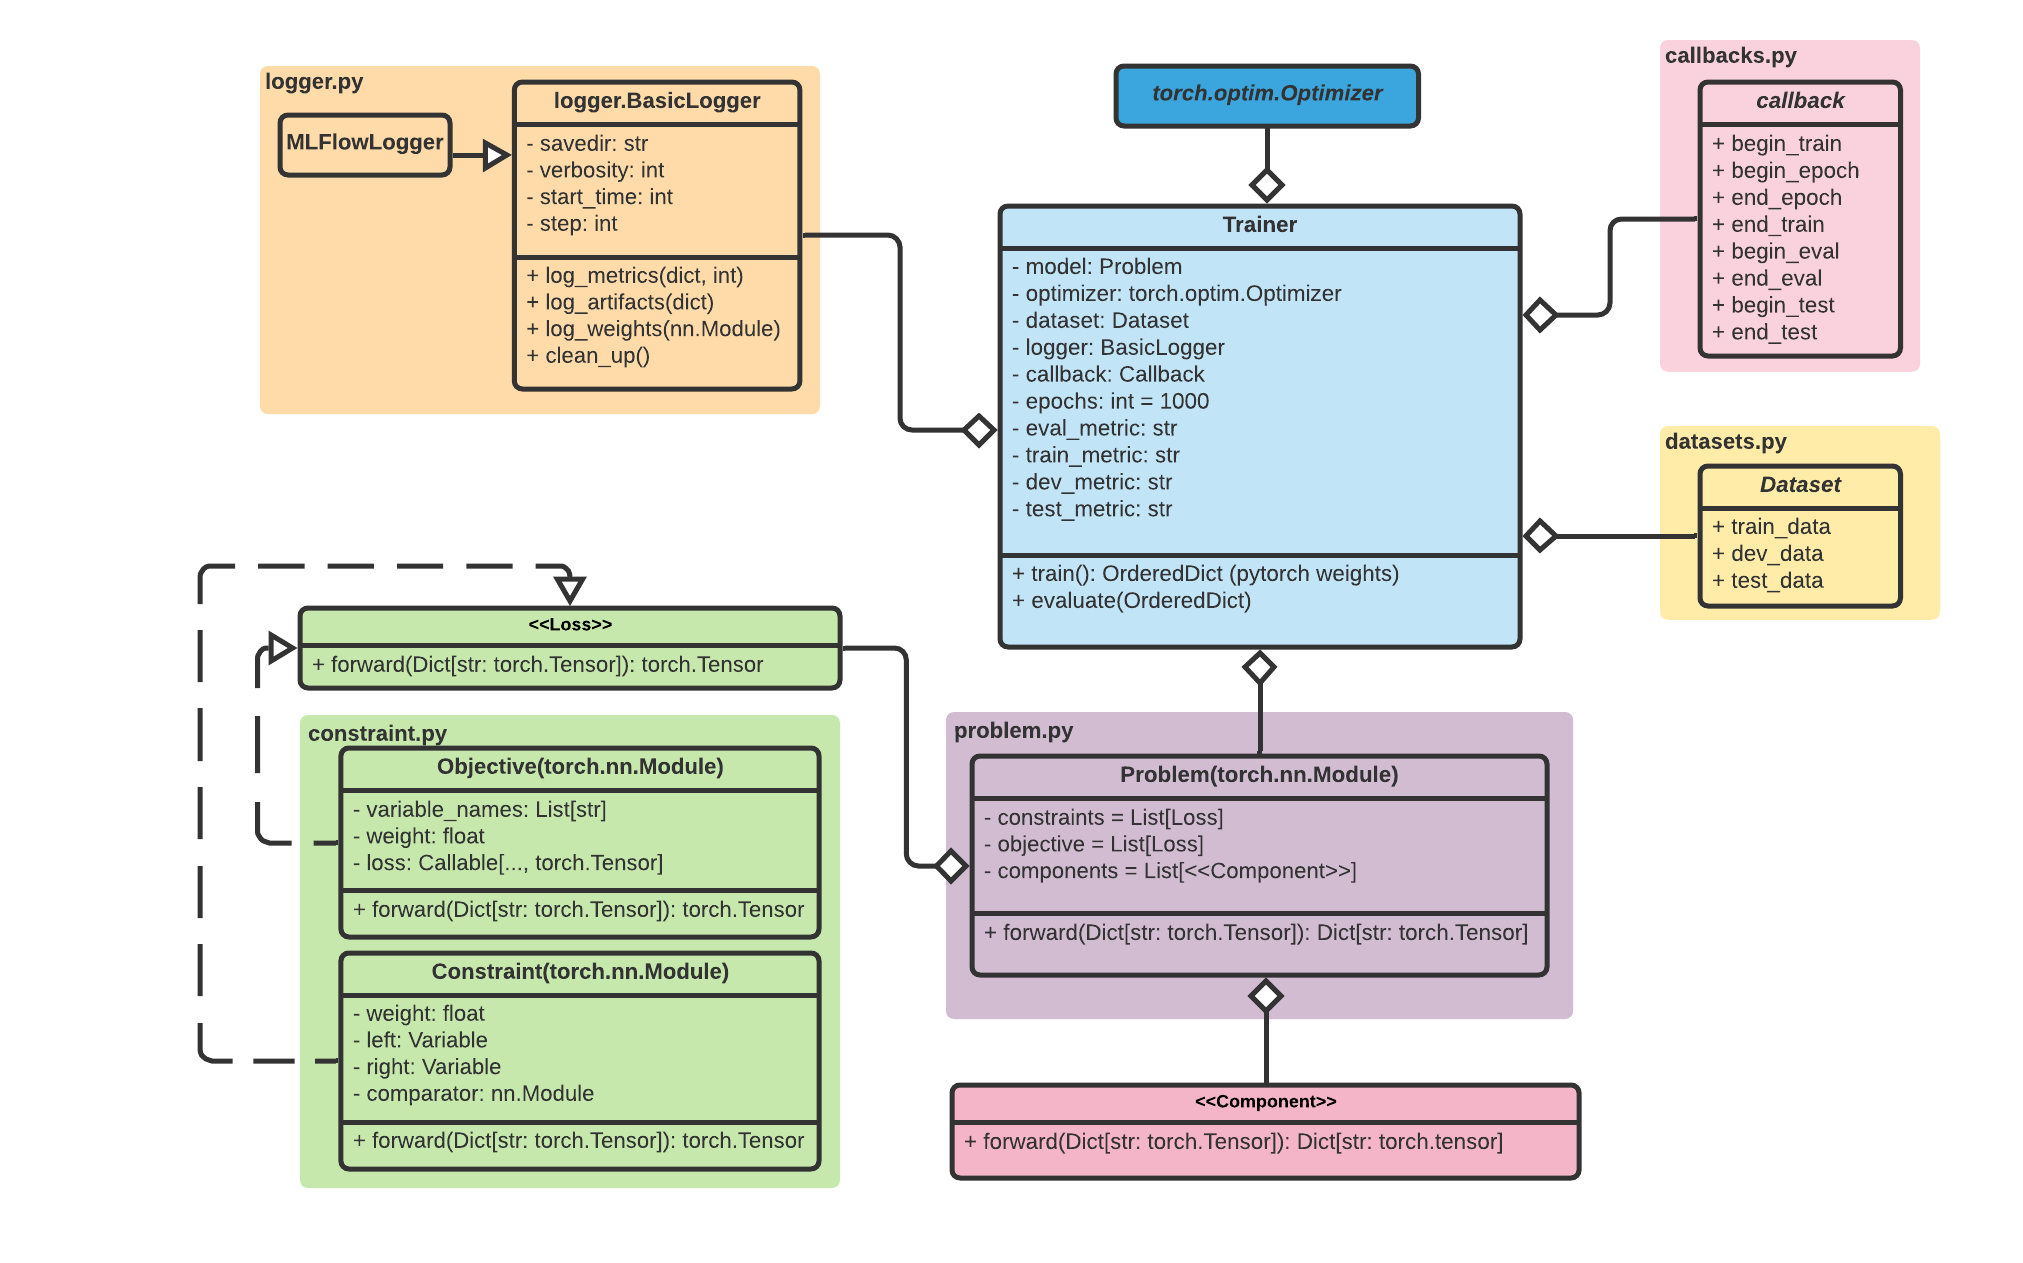 logger.py
MLFlowLogger
logger.BasicLogger
- savedir: str
- verbosity: int
- start_time: int
- step: int
+ log_metrics(dict, int)
+ log_artifacts(dict)
+ log_weights(nn.Module)
+ clean_up()
torch.optim.Optimizer
Trainer
- model: Problem
- optimizer: torch.optim.Optimizer
- dataset: Dataset
- logger: BasicLogger
- callback: Callback
- epochs: int = 1000
- eval_metric: str
- train_metric: str
- dev_metric: str
- test_metric: str
+ train(): OrderedDict (pytorch weights)
+ evaluate(OrderedDict)
callbacks.py
callback
+ begin_train
+ begin_epoch
+ end_epoch
+ end_train
+ begin_eval
+ end_eval
+ begin_test
+ end_test
datasets.py
Dataset
+ train_data
+ dev_data
+ test_data
<<Loss>>
+ forward(Dict[str: torch.Tensor]): torch.Tensor
constraint.py
Objective(torch.nn.Module)
- variable_names: List[str]
- weight: float
- loss: Callable[..., torch.Tensor]
+ forward(Dict[str: torch.Tensor]): torch.Tensor
Constraint(torch.nn.Module)
- weight: float
- left: Variable
- right: Variable
- comparator: nn.Module
+ forward(Dict[str: torch.Tensor]): torch.Tensor
problem.py
Problem(torch.nn.Module)
- constraints = List[Loss]
- objective = List[Loss]
- components = List[<<Component>>]
+ forward(Dict[str: torch.Tensor]): Dict[str: torch.Tensor]
<<Component>>
+ forward(Dict[str: torch.Tensor]): Dict[str: torch.tensor]